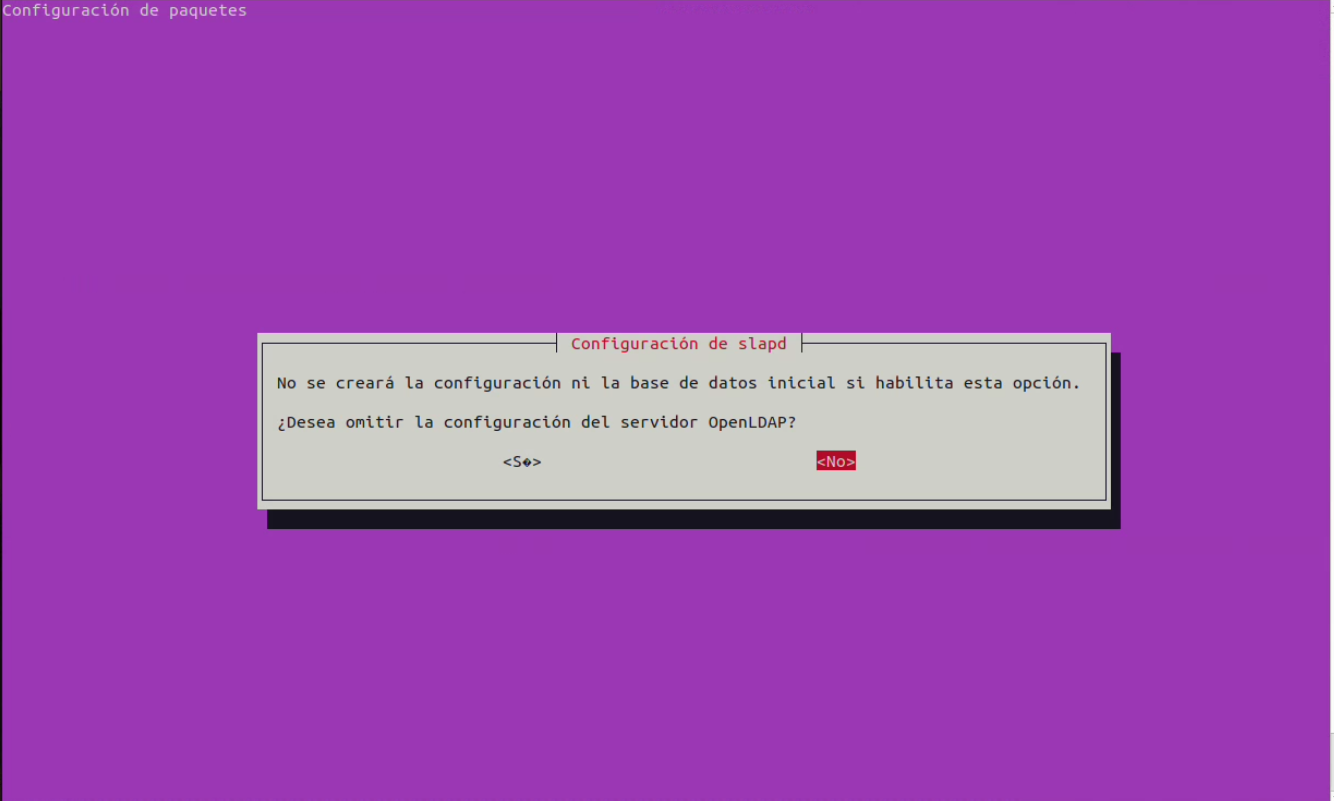 Configuración de paquetes
Configuración de slapd
No se creará la configuración ni la base de datos inicial si habilita esta opción.
¿Desea omitir la configuración del servidor OpenLDAP?
<S�> <No>